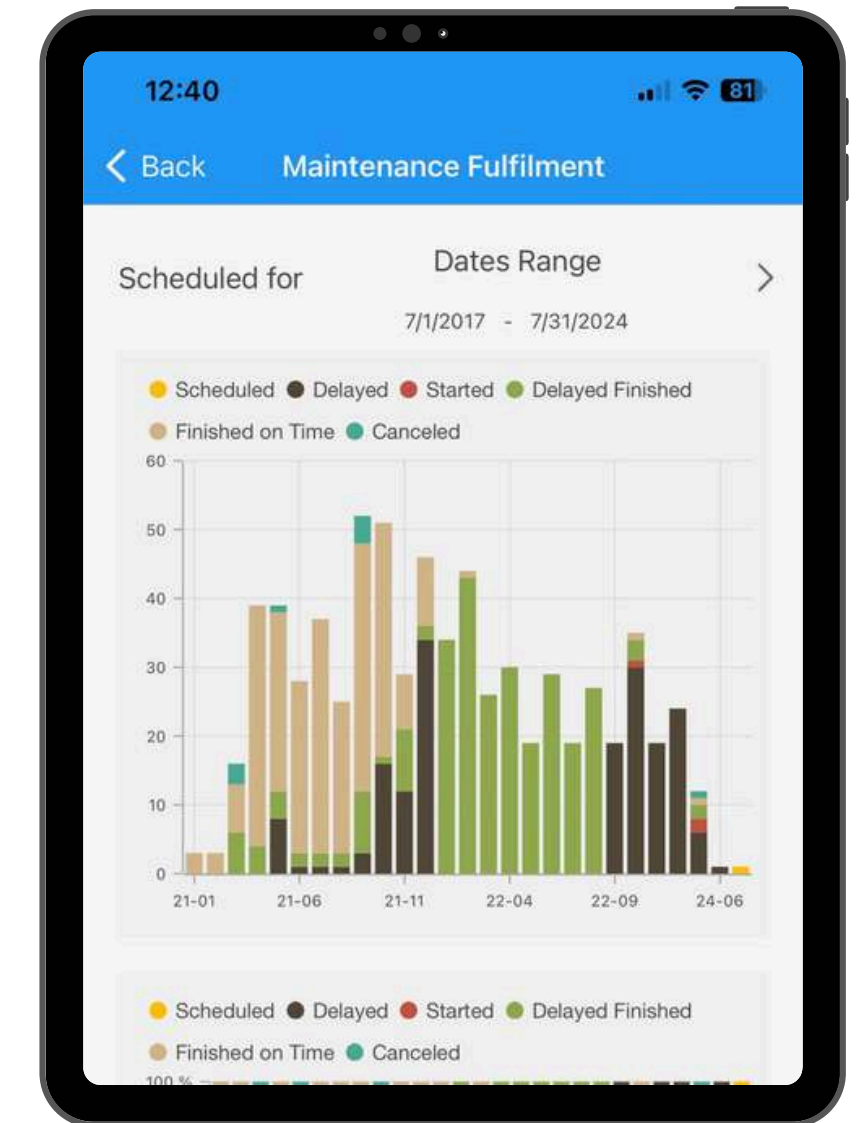 12:40
81
Back
Maintenance Fulfilment
Dates Range
Scheduled for
7/1/2017 - 7/31/2024
Scheduled Delayed Started Delayed Finished
Finished on Time Canceled
60
50
40
30
20
10
0
21-01 21-06 21-11 22-04 22-09 24-06
Scheduled Delayed Started Delayed Finished
Finished on Time Canceled
100 %